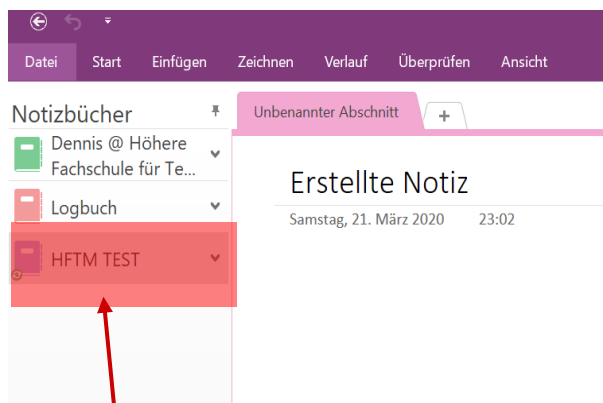 Datei Start Einfügen Zeichnen Verlauf Überprüfen Ansicht
Notizbücher
Dennis @ Höhere
Fachschule für Te...
Logbuch
HFTM TEST
Unbenannter Abschnitt +
Erstellte Notiz
Samstag, 21. März 2020 23:02